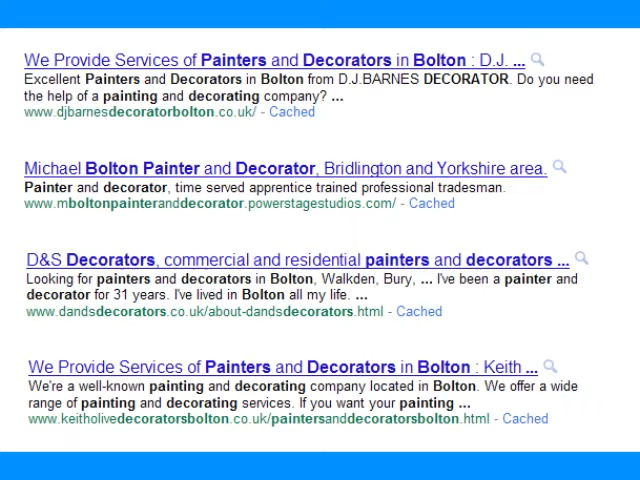 We Provide Services of Painters and Decorators in Bolton : D.J. ...
Excellent Painters and Decorators in Bolton from D.J.BARNES DECORATOR. Do you need
the help of a painting and decorating company? ...
www.djbarnesdecoratorbolton.co.uk/ - Cached
Michael Bolton Painter and Decorator, Bridlington and Yorkshire area.
Painter and decorator, time served apprentice trained professional tradesman.
www.mboltonpainteranddecorator.powerstagestudios.com/ - Cached
D&S Decorators, commercial and residential painters and decorators ...
Looking for painters and decorators in Bolton, Walkden, Bury, ... I've been a painter and
decorator for 31 years. I've lived in Bolton all my life. ...
www.dandsdecorators.co.uk/about-dandsdecorators.html - Cached
We Provide Services of Painters and Decorators in Bolton : Keith ...
We're a well-known painting and decorating company located in Bolton. We offer a wide
range of painting and decorating services. If you want your painting ...
www.keitholivedecoratorsbolton.co.uk/paintersanddecoratorsbolton.html - Cached